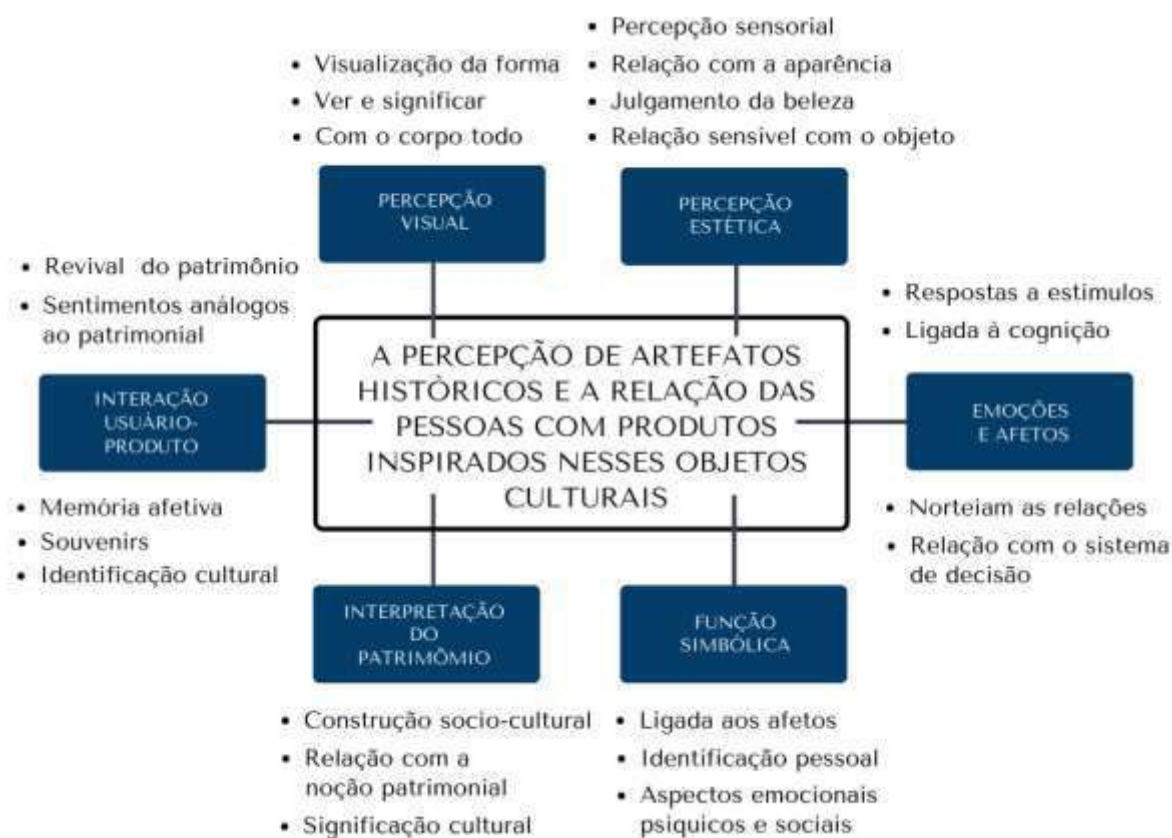 • Percepção sensorial
• Relação com a aparência
• Julgamento da beleza
• Relação sensível com o objeto
• Visualização da forma
• Ver e significar
• Com o corpo todo
PERCEPÇÃO
VISUAL
PERCEPÇÃO
ESTÉTICA
• Revival do patrimônio
• Sentimentos análogos
ao patrimonial
• Respostas a estímulos
• Ligada à cognição
INTERAÇÃO
USUÁRIO-
PRODUTO
A PERCEPÇÃO DE ARTEFATOS
HISTÓRICOS E A RELAÇÃO DAS
PESSOAS COM PRODUTOS
INSPIRADOS NESSES OBJETOS
CULTURAIS
EMOÇÕES
E AFETOS
• Memória afetiva
• Souvenirs
• Identificação cultural
• Norteiam as relações
• Relação com o sistema
de decisão
INTERPRETAÇÃO
DO
PATRIMÔMIO
FUNÇÃO
SIMBÓLICA
• Construção socio-cultural
• Relação com a
noção patrimonial
• Significação cultural
• Ligada aos afetos
• Identificação pessoal
• Aspectos emocionais
psiquicos e sociais